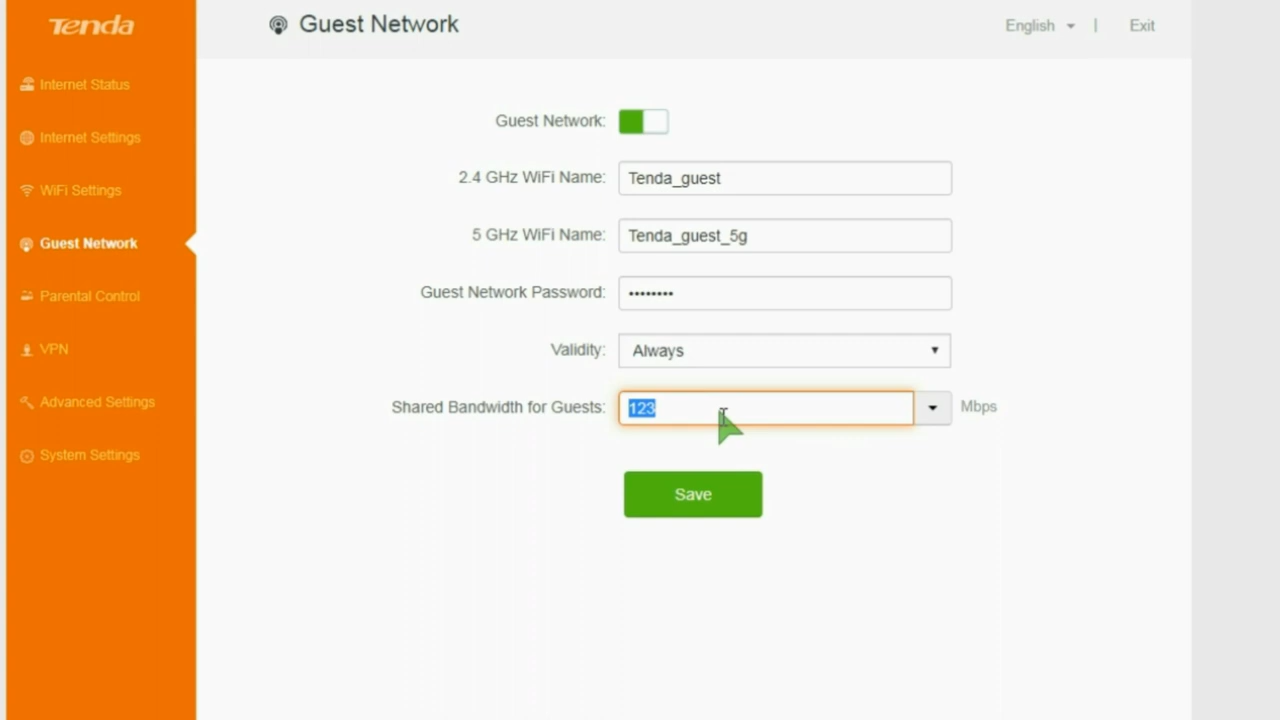 Tenda
Guest Network
English
|
Exit
Internet Status
Internet Settings
WiFi Settings
Guest Network
Parental Control
VPN
Advanced Settings
System Settings
Guest Network:
2.4 GHz WiFi Name: Tenda_guest
5 GHz WiFi Name: Tenda_guest_5g
Guest Network Password: ••••••••
Validity: Always
Shared Bandwidth for Guests: 123 Mbps
Save